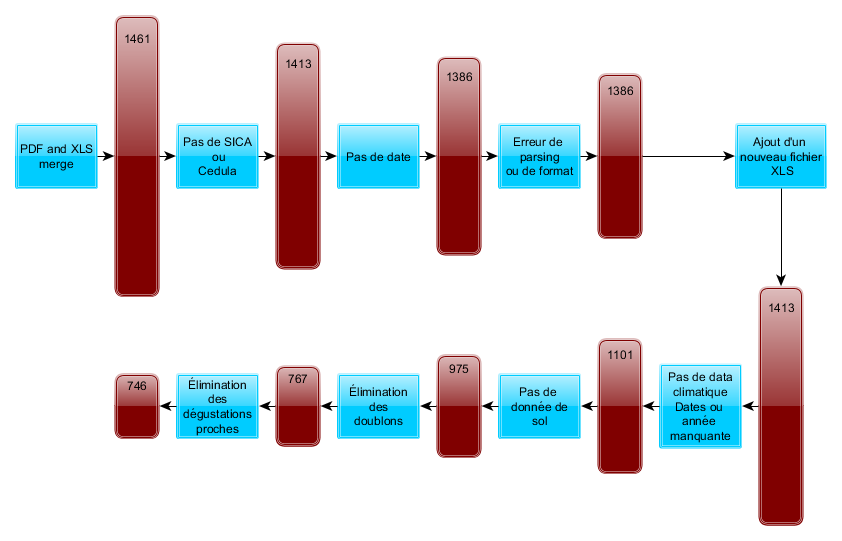 PDF and XLS
merge
1461
Pas de SICA
ou
Cedula
1413
Pas de date
1386
Erreur de
parsing
ou de format
1386
Ajout d'un
nouveau fichier
XLS
1413
Pas de data
climatique
Dates ou
année
manquante
1101
Pas de
donnée de
sol
975
Élimination
des
doublons
767
Élimination
des
dégustations
proches
746